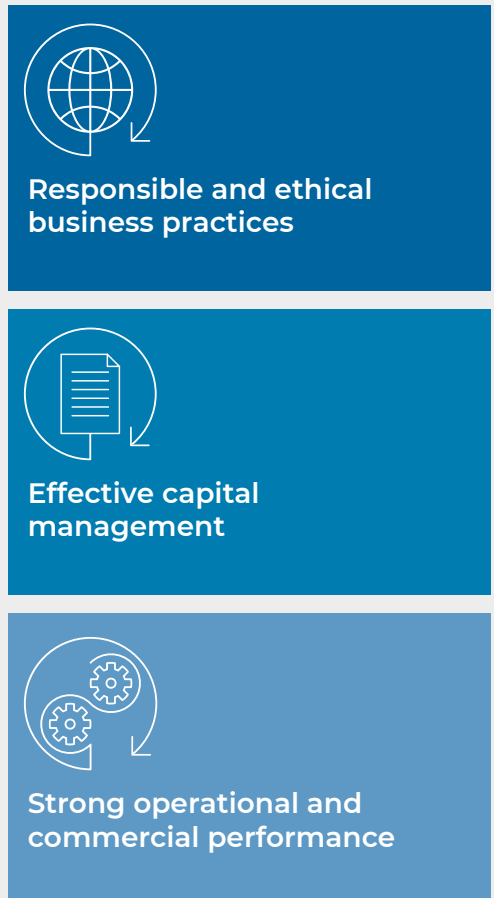 Responsible and ethical
business practices
Effective capital
management
Strong operational and
commercial performance